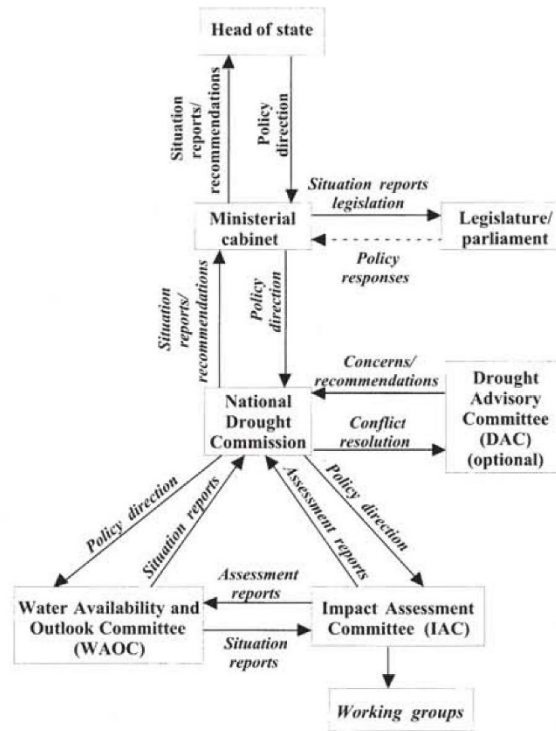 Head of state
Situation
reports/
recommendations
Policy
direction
Situation reports
legislation
Ministerial
cabinet
Legislature/
parliament
Policy
responses
Situation
reports/
recommendations
Policy
direction
Concerns/
recommendations
Drought
Advisory
Committee
(DAC)
(optional)
National
Drought
Commission
Conflict
resolution
Policy direction
Situation reports
Assessment reports
Policy direction
Assessment
reports
Water Availability and
Outlook Committee
(WAOC)
Impact Assessment
Committee (IAC)
Situation
reports
Working groups